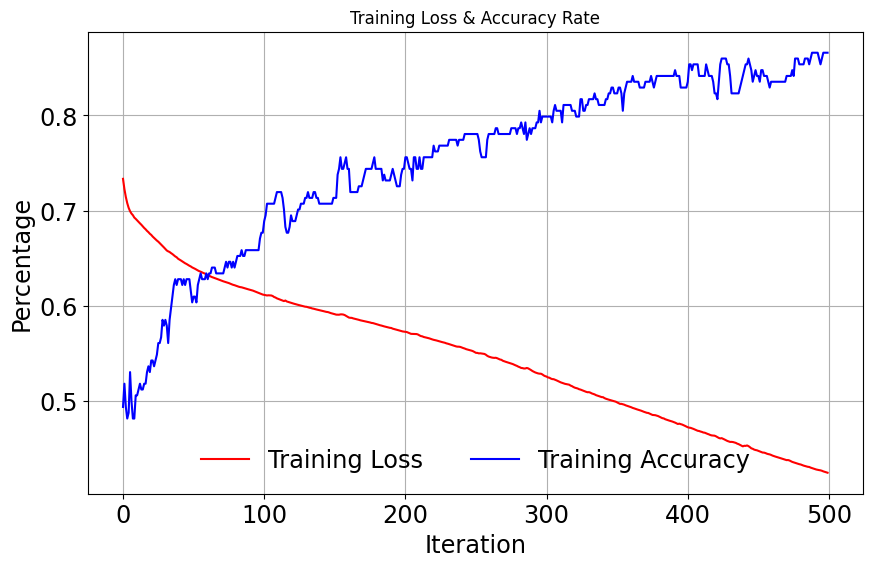 Training Loss & Accuracy Rate
Percentage
0.8
0.7
0.6
0.5
Training Loss
Training Accuracy
0 100 200 300 400 500
Iteration